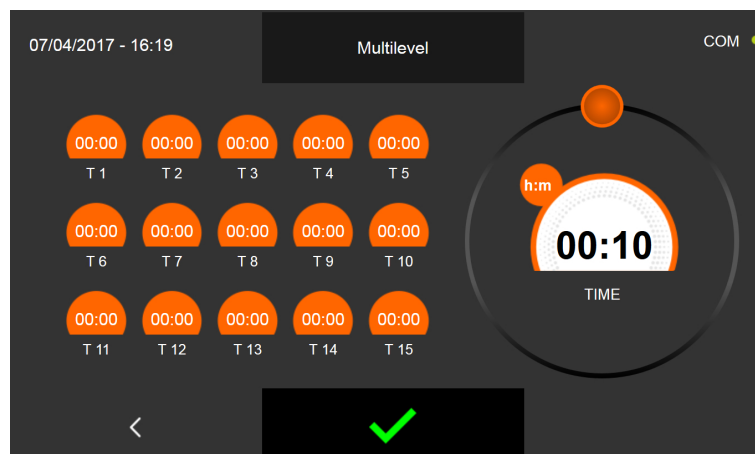 07/04/2017 - 16:19
Multilevel
COM
00:00 00:00 00:00 00:00 00:00
T 1 T 2 T 3 T 4 T 5
00:00 00:00 00:00 00:00 00:00
T 6 T 7 T 8 T 9 T 10
00:00 00:00 00:00 00:00 00:00
T 11 T 12 T 13 T 14 T 15
h:m
00:10
TIME